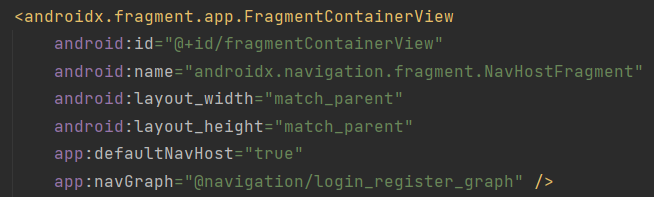 <androidx.fragment.app.FragmentContainerView
    android:id="@+id/fragmentContainerView"
    android:name="androidx.navigation.fragment.NavHostFragment"
    android:layout_width="match_parent"
    android:layout_height="match_parent"
    app:defaultNavHost="true"
    app:navGraph="@navigation/login_register_graph" />